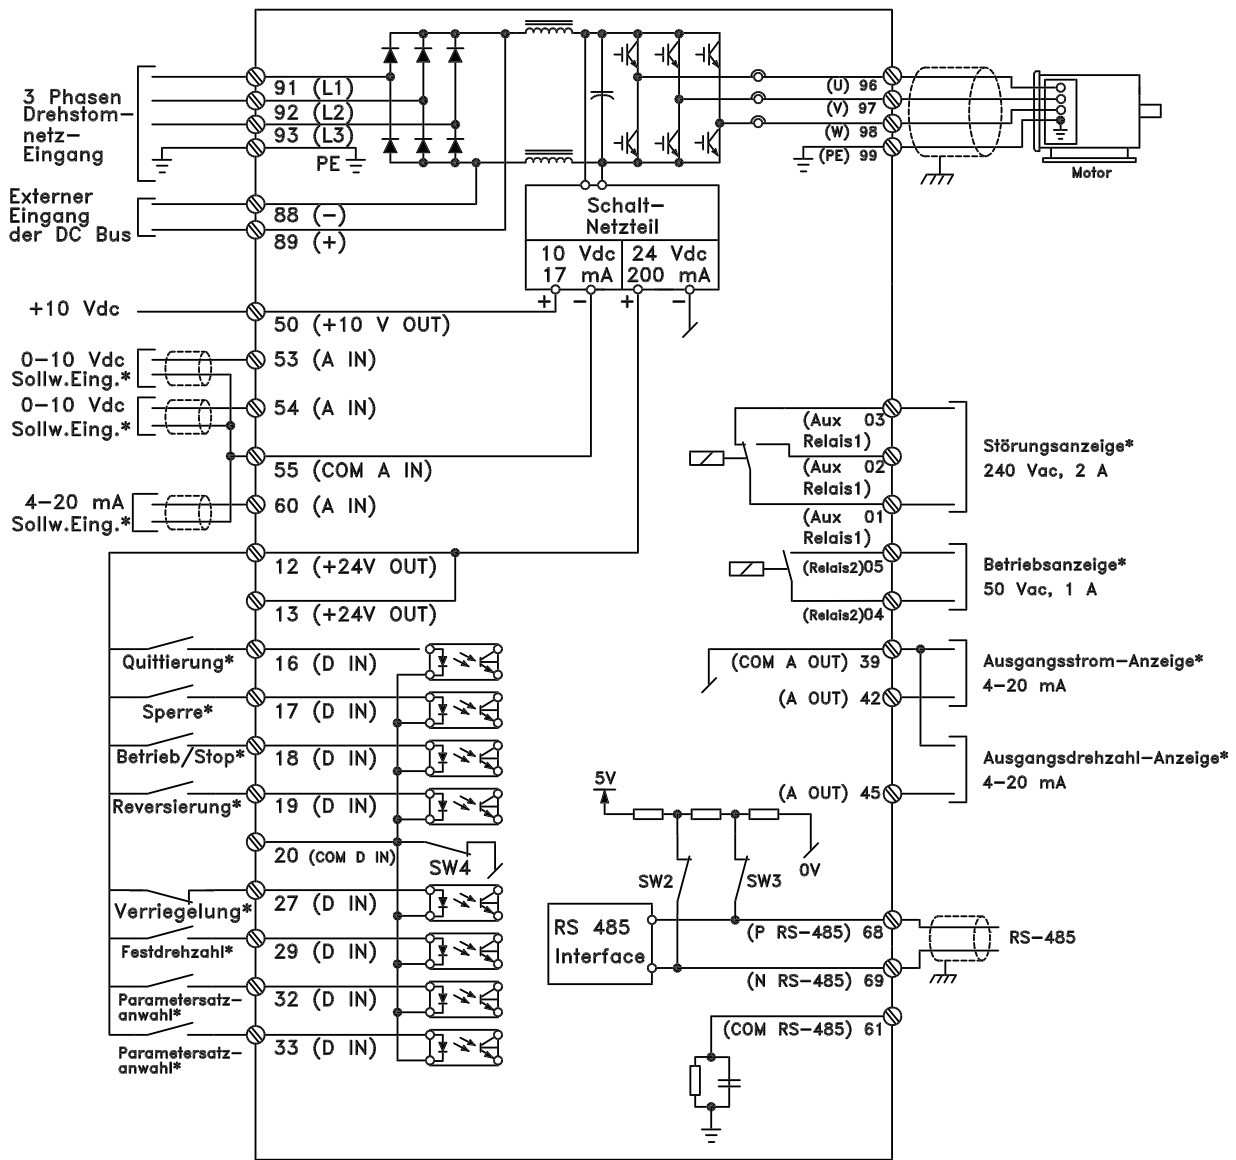 3 Phasen
Drehstom-
netz-
Eingang
91 (L1)
92 (L2)
93 (L3)
PE
Externer
Eingang
der DC Bus
88 (−)
89 (+)
(U) 96
(V) 97
(W) 98
(PE) 99
Motor
Schalt-
Netzteil
10 Vdc
17 mA
24 Vdc
200 mA
+ − + −
+10 Vdc
50 (+10 V OUT)
0-10 Vdc
Sollw.Eing.*
53 (A IN)
0-10 Vdc
Sollw.Eing.*
54 (A IN)
55 (COM A IN)
4-20 mA
Sollw.Eing.*
60 (A IN)
12 (+24V OUT)
13 (+24V OUT)
Quittierung*
16 (D IN)
Sperre*
17 (D IN)
Betrieb/Stop*
18 (D IN)
Reversierung*
19 (D IN)
20 (COM D IN)
SW4
Verriegelung*
27 (D IN)
Festdrehzahl*
29 (D IN)
Parametersatz-
anwahl*
32 (D IN)
Parametersatz-
anwahl*
33 (D IN)
(Aux 03
Relais1)
(Aux 02
Relais1)
(Aux 01
Relais1)
Störungsanzeige*
240 Vac, 2 A
(Relais2)05
(Relais2)04
Betriebsanzeige*
50 Vac, 1 A
(COM A OUT) 39
(A OUT) 42
Ausgangsstrom-Anzeige*
4-20 mA
(A OUT) 45
Ausgangsdrehzahl-Anzeige*
4-20 mA
5V
0V
SW2
SW3
RS 485
Interface
(P RS-485) 68
(N RS-485) 69
RS-485
(COM RS-485) 61